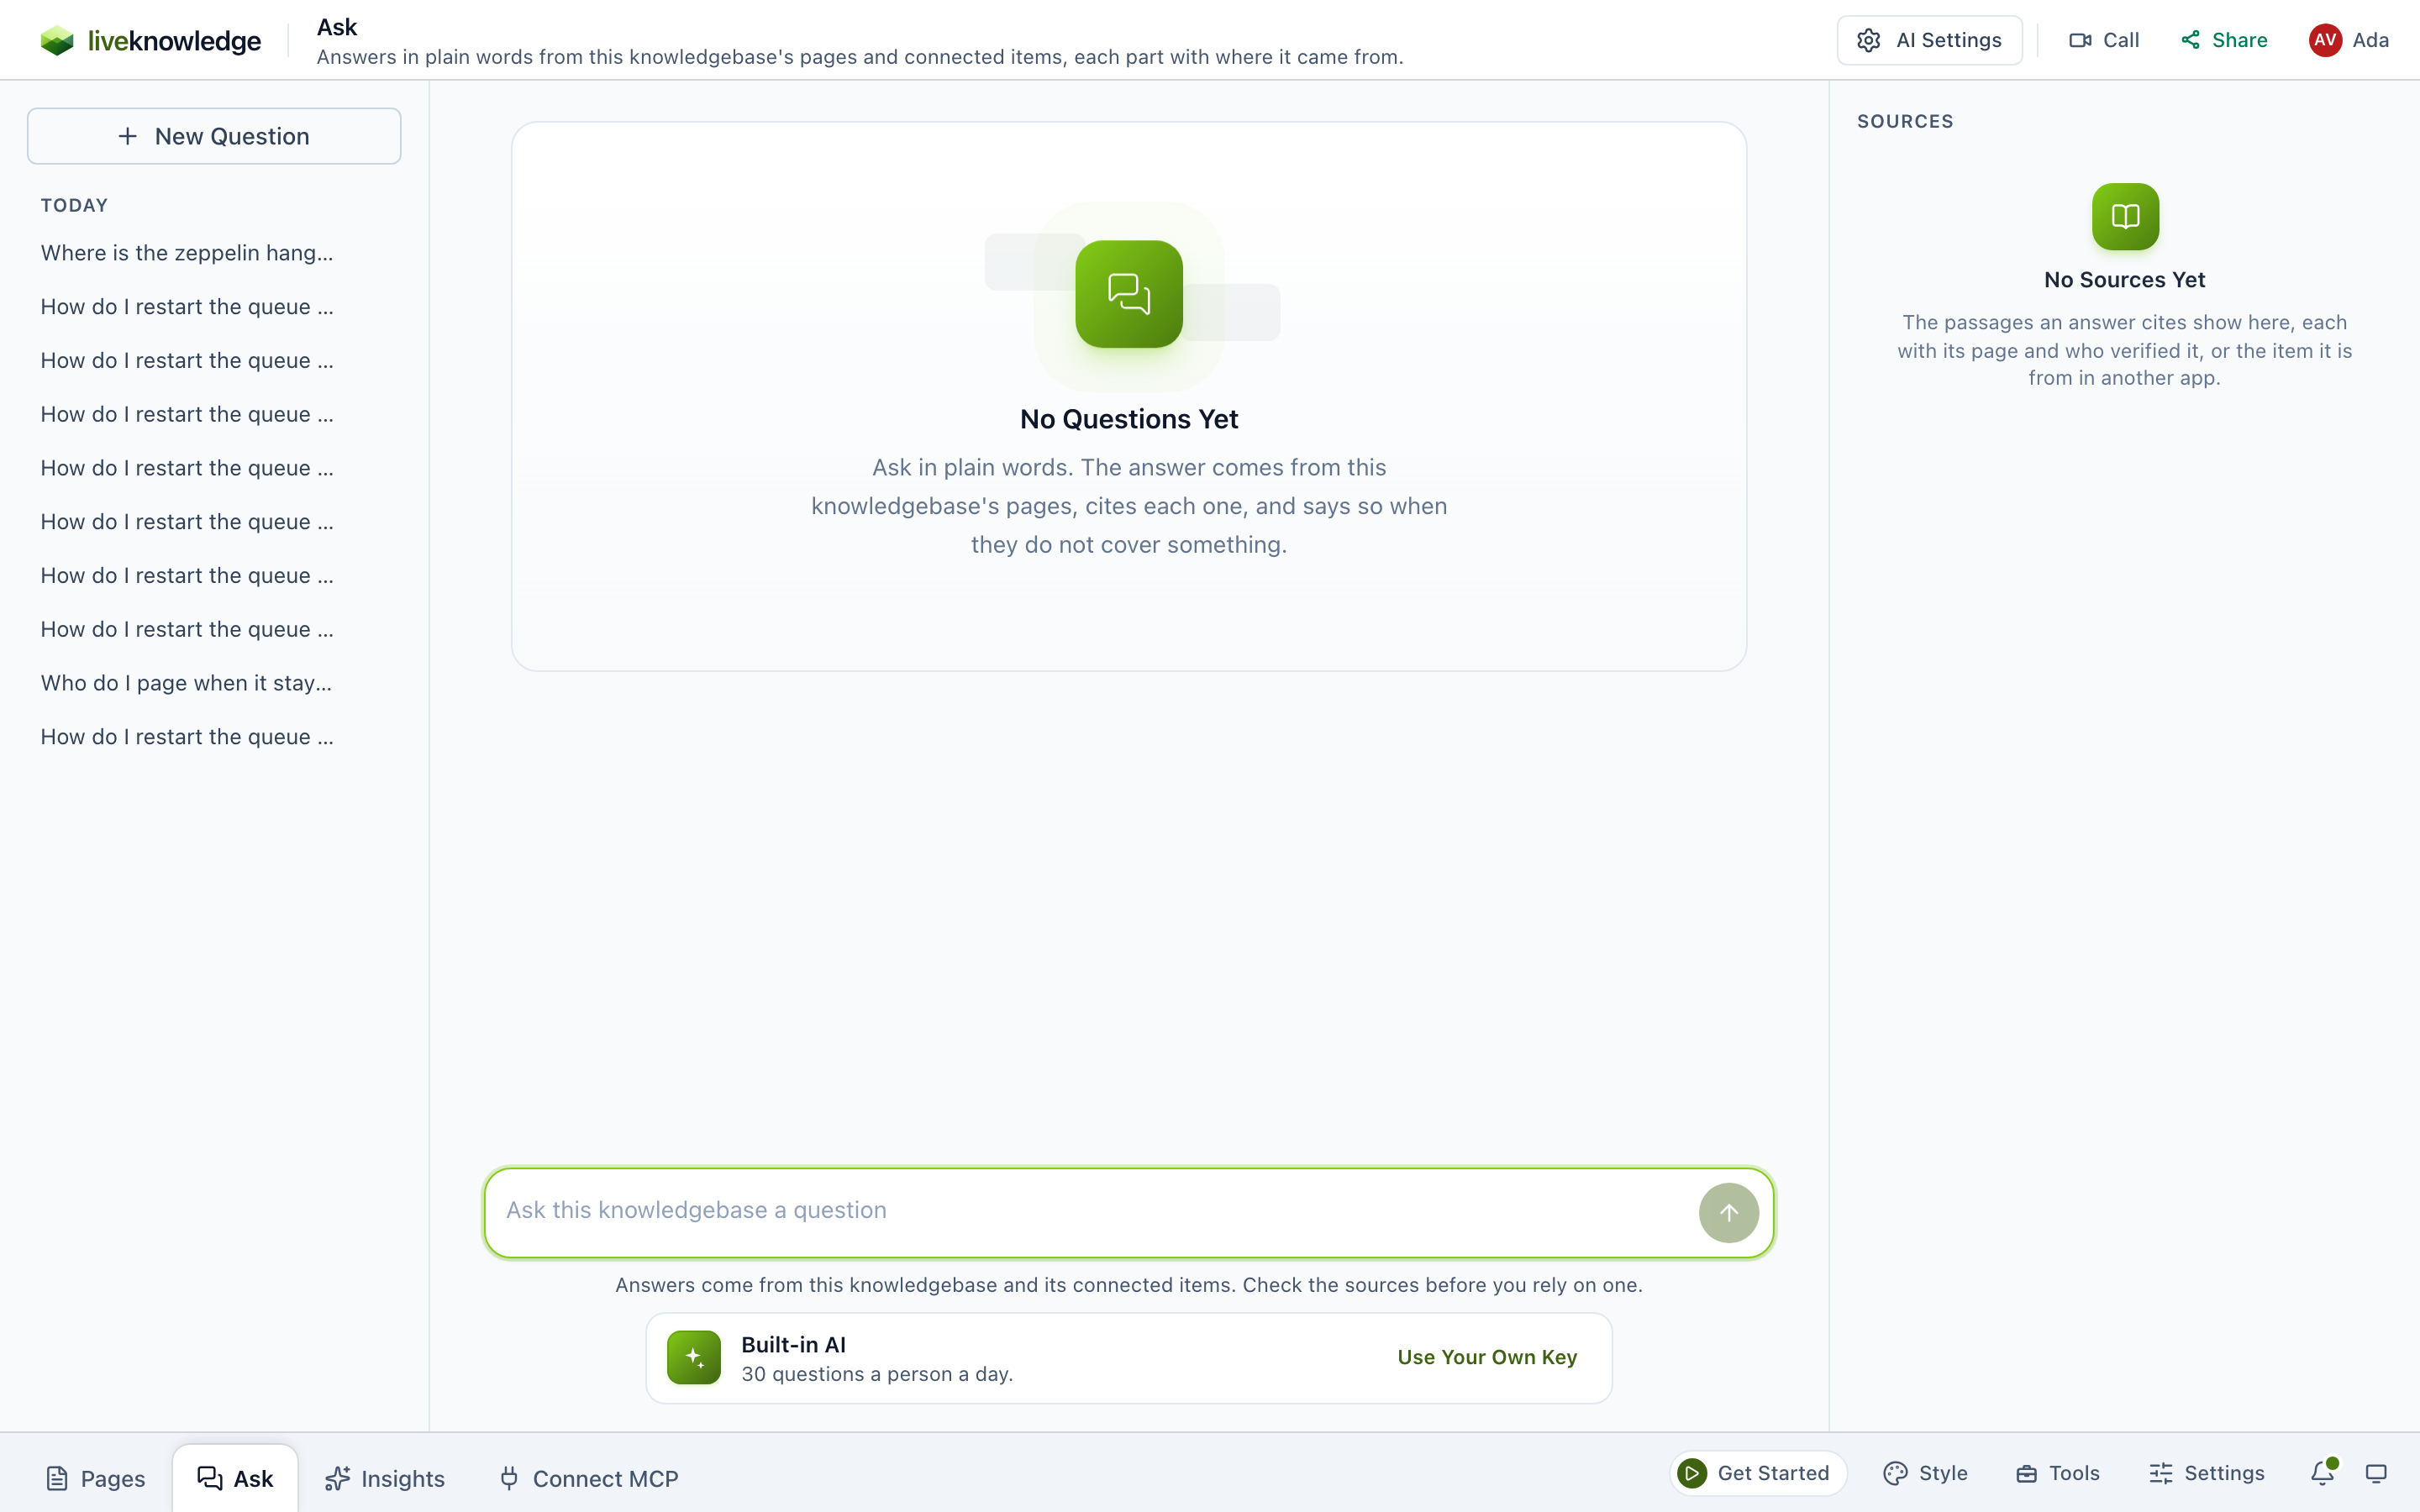 liveknowledge
Ask
Answers in plain words from this knowledgebase's pages and connected items, each part with where it came from.
AI Settings
Call
Share
AV
Ada
New Question
TODAY
Where is the zeppelin hang...
How do I restart the queue ...
How do I restart the queue ...
How do I restart the queue ...
How do I restart the queue ...
How do I restart the queue ...
How do I restart the queue ...
How do I restart the queue ...
Who do I page when it stay...
How do I restart the queue ...
No Questions Yet
Ask in plain words. The answer comes from this
knowledgebase's pages, cites each one, and says so when
they do not cover something.
Ask this knowledgebase a question
Answers come from this knowledgebase and its connected items. Check the sources before you rely on one.
Built-in AI
30 questions a person a day.
Use Your Own Key
SOURCES
No Sources Yet
The passages an answer cites show here, each
with its page and who verified it, or the item it is
from in another app.
Pages
Ask
Insights
Connect MCP
Get Started
Style
Tools
Settings